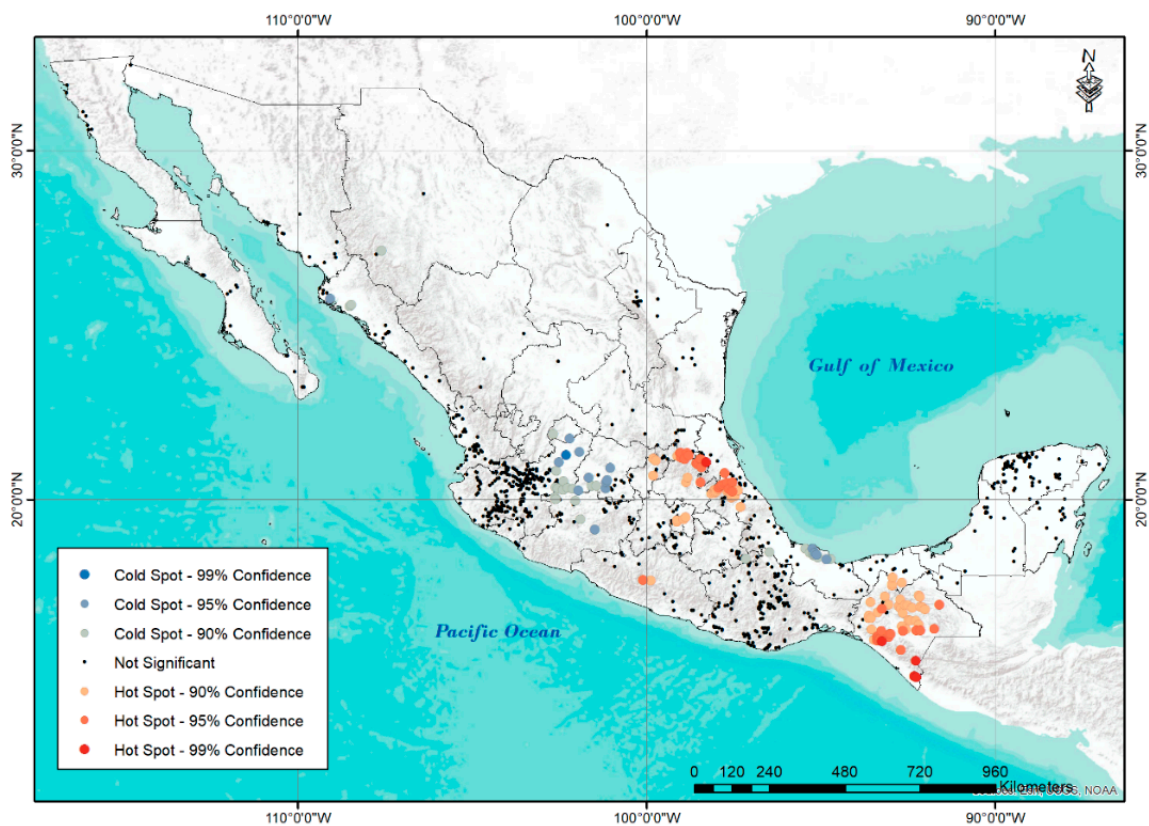 110°0'0"W 100°0'0"W 90°0'0"W
N
30°0'0"N 30°0'0"N
Gulf of Mexico
20°0'0"N 20°0'0"N
Cold Spot - 99% Confidence
Cold Spot - 95% Confidence
Cold Spot - 90% Confidence
Not Significant
Hot Spot - 90% Confidence
Hot Spot - 95% Confidence
Hot Spot - 99% Confidence
Pacific Ocean
0 120 240 480 720 960
Kilometers
NOAA
110°0'0"W 100°0'0"W 90°0'0"W